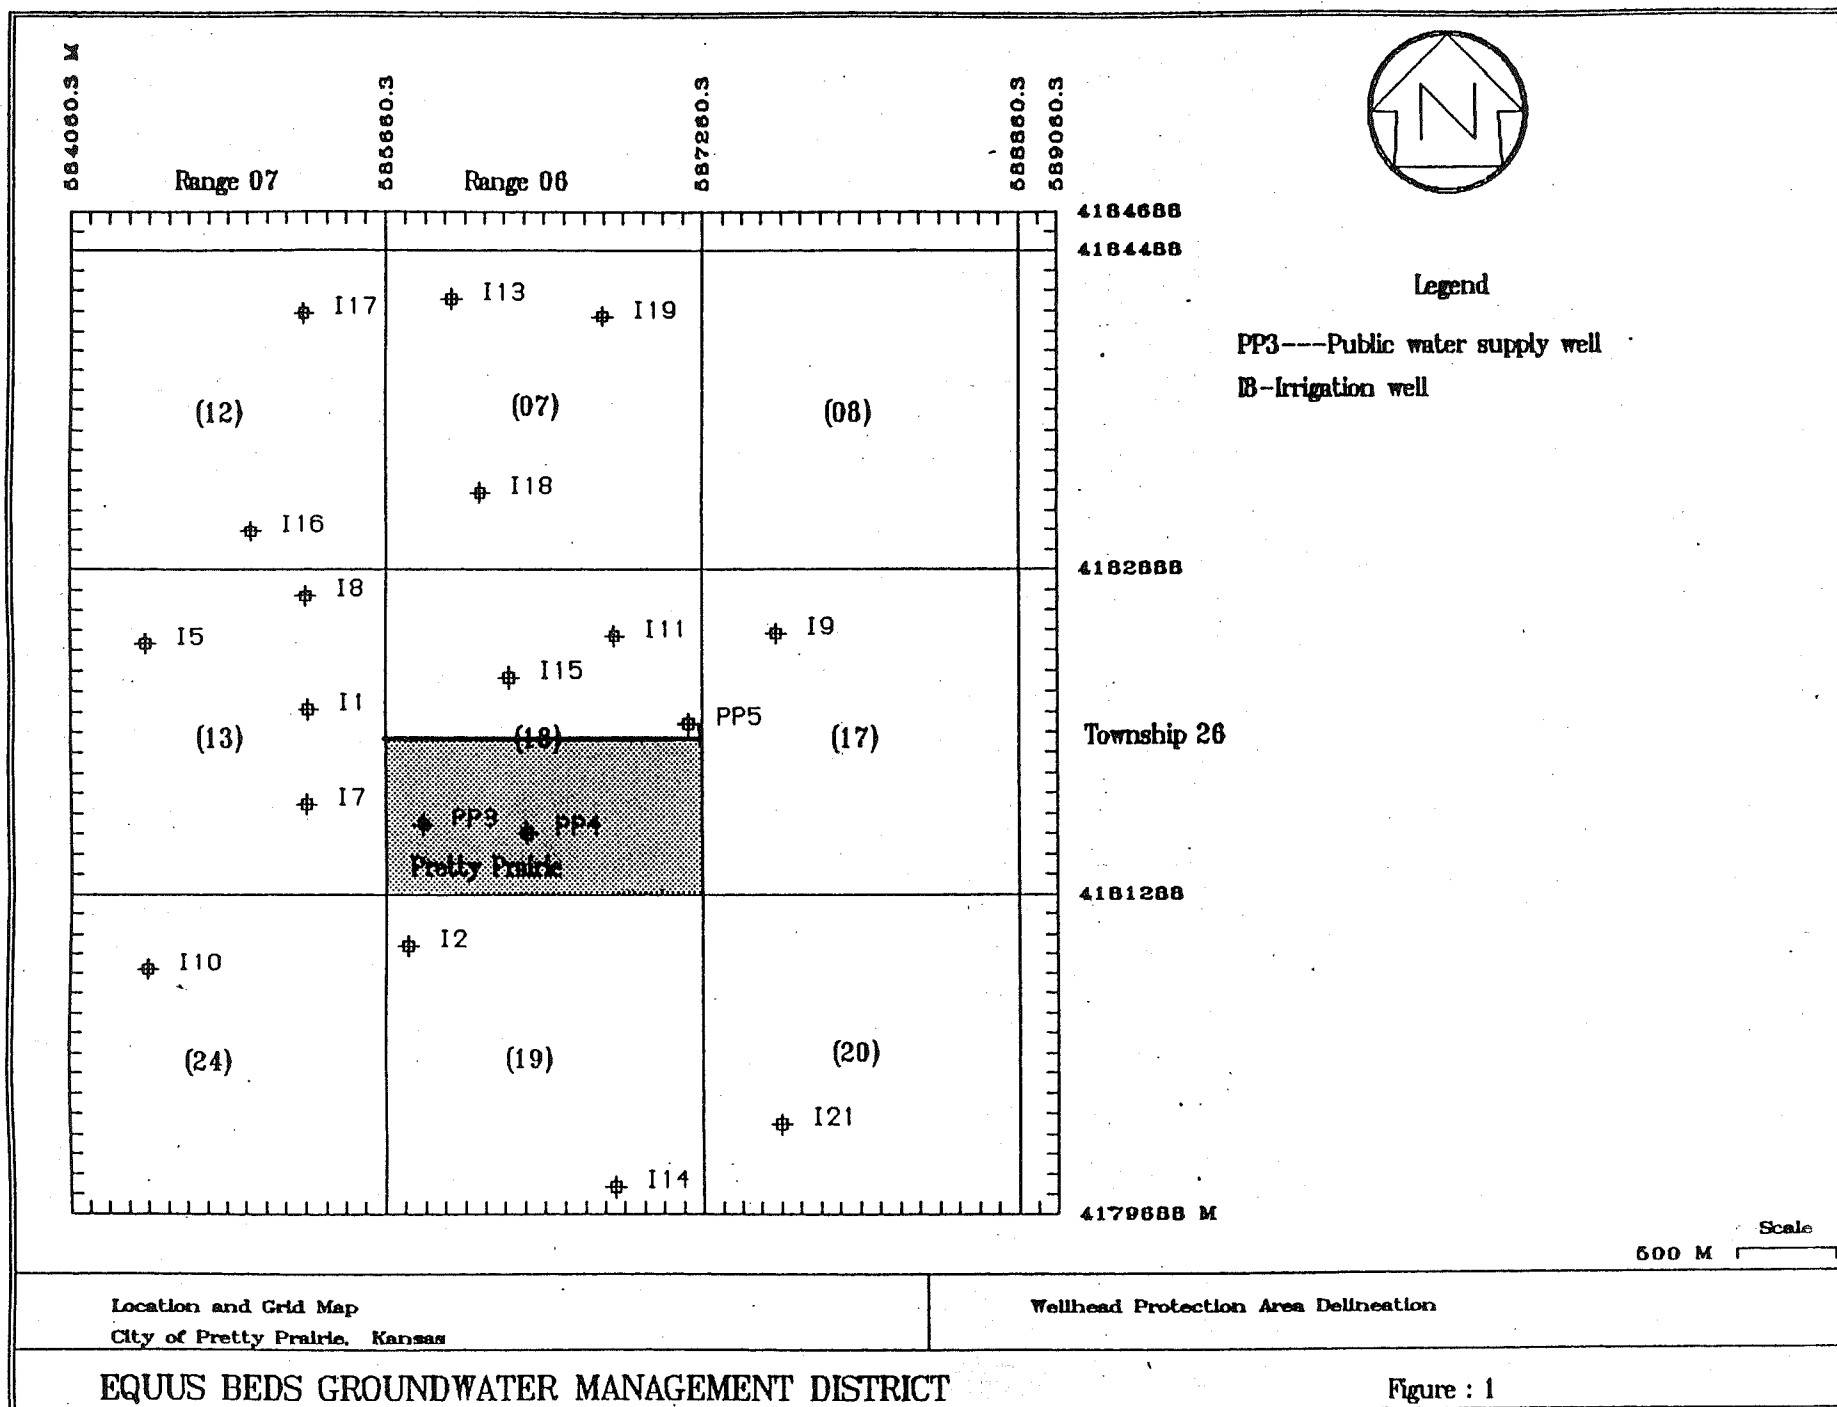 584060.3 M
585660.3
587260.3
588860.3
589060.3
N
Range 07
Range 06
4184688
4184488
Legend
I17
I13
I19
PP3---Public water supply well
I8-Irrigation well
(12)
(07)
(08)
I18
I16
4182888
I8
I5
I11
I9
I15
I1
PP5
(13)
(18)
(17)
Township 26
I7
PP3
PP4
Pretty Prairie
4181288
I2
I10
(24)
(19)
(20)
I21
I14
4179688 M
Scale
500 M
Location and Grid Map
City of Pretty Prairie, Kansas
Wellhead Protection Area Delineation
EQUUS BEDS GROUNDWATER MANAGEMENT DISTRICT
Figure : 1